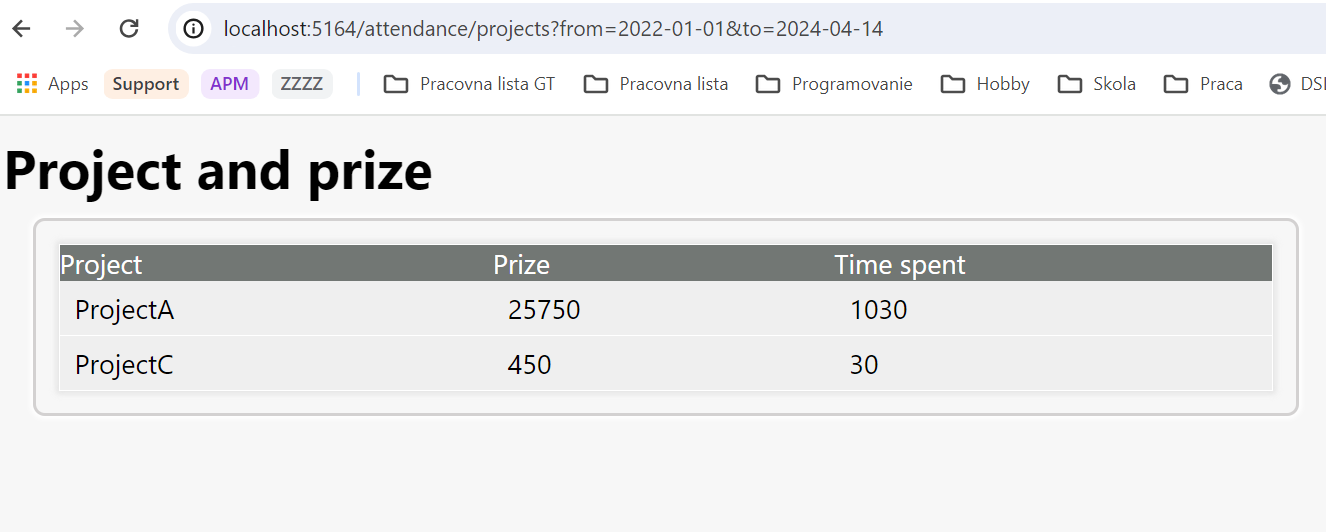 localhost:5164/attendance/projects?from=2022-01-01&to=2024-04-14
Apps Support APM ZZZZ Pracovna lista GT Pracovna lista Programovanie Hobby Skola Praca
Project and prize
Project Prize Time spent
ProjectA 25750 1030
ProjectC 450 30